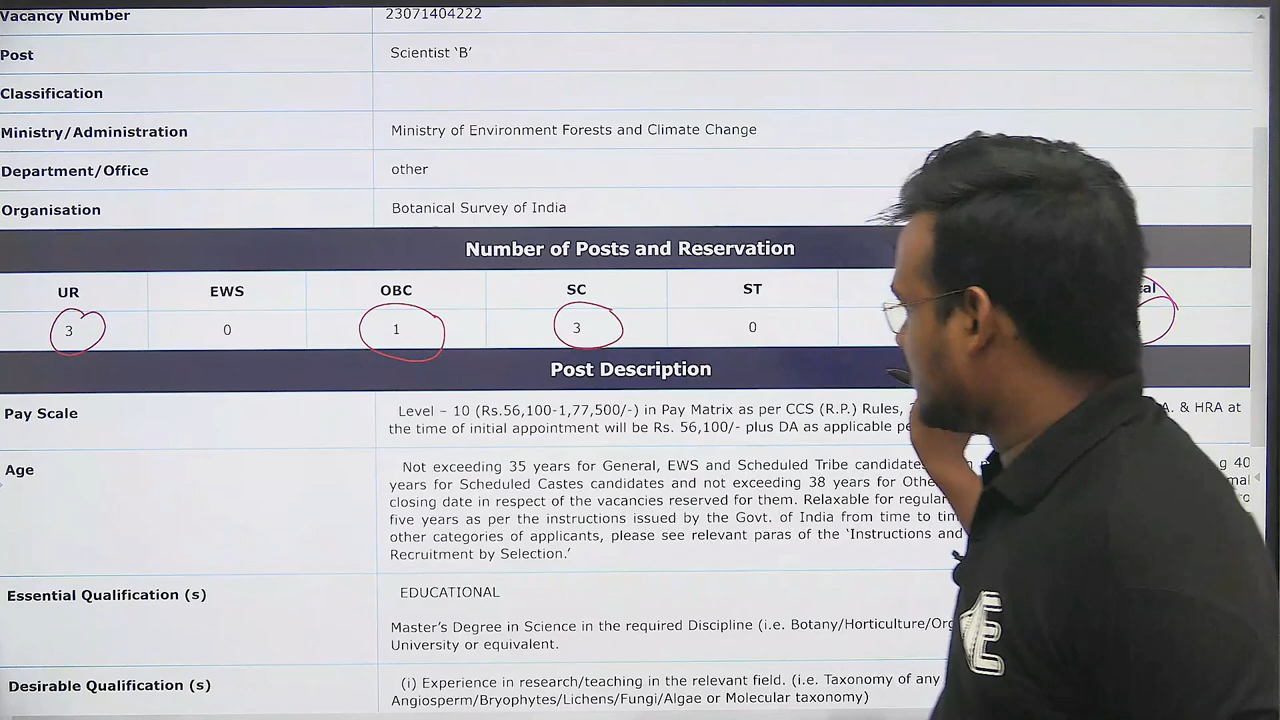 Vacancy Number 23071404222
Post Scientist ‘B’
Classification
Ministry/Administration Ministry of Environment Forests and Climate Change
Department/Office other
Organisation Botanical Survey of India
Number of Posts and Reservation
UR EWS OBC SC ST
3 0 1 3 0
Post Description
Pay Scale Level – 10 (Rs.56,100-1,77,500/-) in Pay Matrix as per CCS (R.P.) Rules, & HRA at
the time of initial appointment will be Rs. 56,100/- plus DA as applicable
Age Not exceeding 35 years for General, EWS and Scheduled Tribe 40
years for Scheduled Castes candidates and not exceeding 38 years for
closing date in respect of the vacancies reserved for them. Relaxable for
five years as per the instructions issued by the Govt. of India from time to
other categories of applicants, please see relevant paras of the ‘Instructions and
Recruitment by Selection.’
Essential Qualification (s) EDUCATIONAL
Master’s Degree in Science in the required Discipline (i.e. Botany/Horticulture/
University or equivalent.
Desirable Qualification (s) (i) Experience in research/teaching in the relevant field. (i.e. Taxonomy of any
Angiosperm/Bryophytes/Lichens/Fungi/Algae or Molecular taxonomy)
E